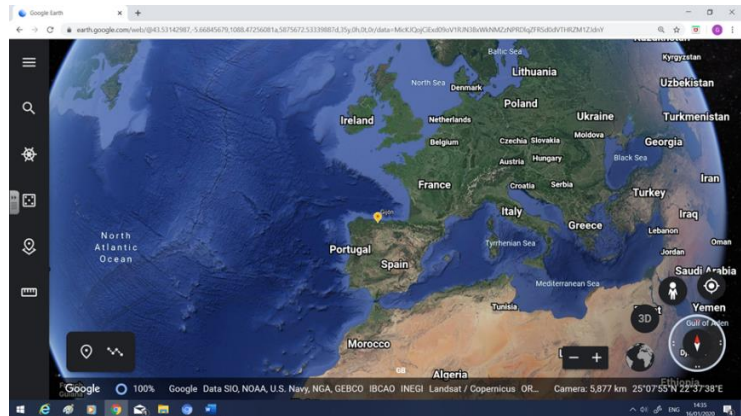 Google Earth
earth.google.com/web/@43.53142987,-5.66845679,1088.47256081a,5875672.53339887d,35y,0h,0t,0r/
Baltic Sea
Kyrgyzstan
Lithuania
North Sea
Denmark
Uzbekistan
Poland
Ireland
Netherlands
Ukraine
Turkmenistan
Belgium
Czechia
Slovakia
Moldova
Georgia
Austria
Hungary
Black Sea
France
Croatia
Serbia
Iran
Turkey
Gijón
Italy
Iraq
North
Atlantic
Ocean
Greece
Portugal
Tyrrhenian Sea
Lebanon
Oman
Spain
Jordan
Saudi Arabia
Mediterranean Sea
Tunisia
Yemen
3D
Gulf of Aden
Morocco
GB
Algeria
Ethiopia
Google 100% Google Data SIO, NOAA, U.S. Navy, NGA, GEBCO IBCAO INEGI Landsat / Copernicus OR... Camera: 5,877 km 25°07'55"N 22°37'38"E
ENG
1435
16/01/2020